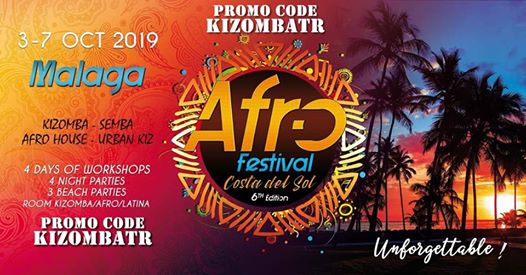 PROMO CODE
KIZOMBATR
3-7 OCT 2019
Malaga
KIZOMBA - SEMBA
AFRO HOUSE - URBAN KIZ
4 DAYS OF WORKSHOPS
4 NIGHT PARTIES
3 BEACH PARTIES
ROOM KIZOMBA/AFRO/LATINA
PROMO CODE
KIZOMBATR
Afro
Festival
Costa del Sol
6TH Edition
Unforgettable !